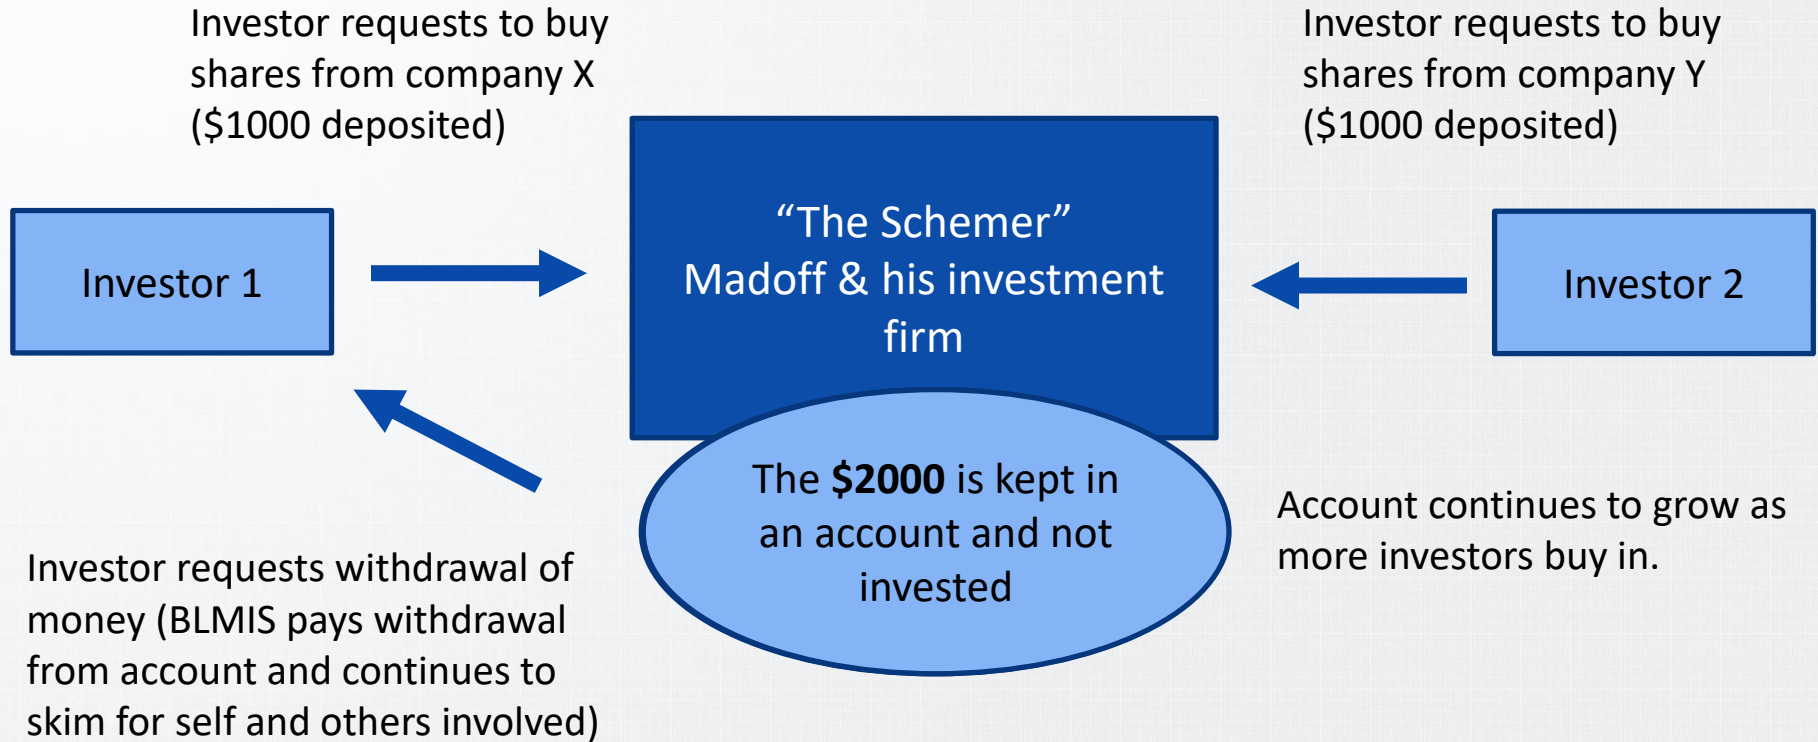 Investor requests to buy
shares from company X
($1000 deposited)
Investor requests to buy
shares from company Y
($1000 deposited)
Investor 1
“The Schemer”
Madoff & his investment
firm
Investor 2
The $2000 is kept in
an account and not
invested
Investor requests withdrawal of
money (BLMIS pays withdrawal
from account and continues to
skim for self and others involved)
Account continues to grow as
more investors buy in.